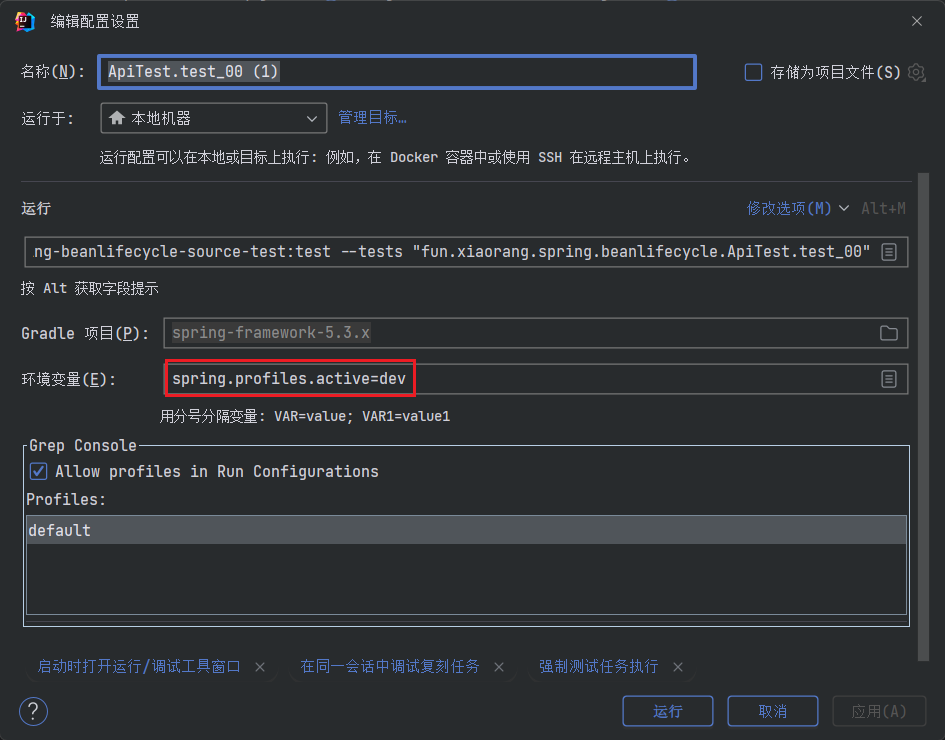 编辑配置设置
名称(N):
ApiTest.test_00 (1)
存储为项目文件(S)
运行于:
本地机器
管理目标…
运行配置可以在本地或目标上执行: 例如，在 Docker 容器中或使用 SSH 在远程主机上执行。
运行
修改选项(M)
Alt+M
ng-beanlifecycle-source-test:test --tests "fun.xiaorang.spring.beanlifecycle.ApiTest.test_00"
按 Alt 获取字段提示
Gradle 项目(P):
spring-framework-5.3.x
环境变量(E):
spring.profiles.active=dev
用分号分隔变量: VAR=value; VAR1=value1
Grep Console
Allow profiles in Run Configurations
Profiles:
default
启动时打开运行/调试工具窗口
在同一会话中调试复刻任务
强制测试任务执行
?
运行
取消
应用(A)